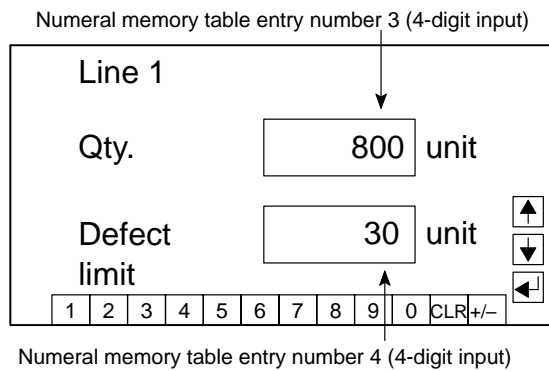 Numeral memory table entry number 3 (4-digit input)
Line 1
Qty. 800 unit
Defect limit 30 unit
1 2 3 4 5 6 7 8 9 0 CLR +/–
Numeral memory table entry number 4 (4-digit input)